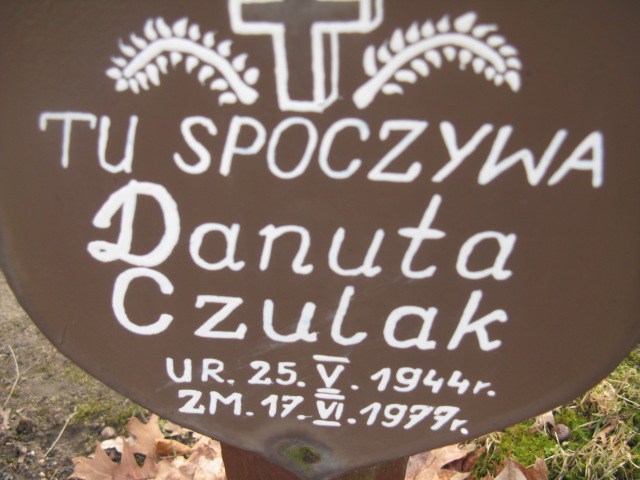 TU SPOCZYWA
Danuta
Czulak
UR. 25.V.1944r.
ZM.17.VI.1977r.